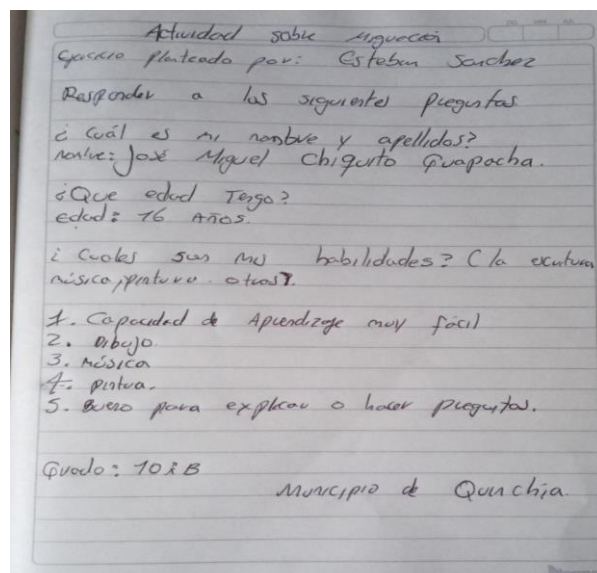 Actividad sobre Miguecai
Ejercicio planteado por: Esteban Sanchez
Responder a las siguientes preguntas
¿Cuál es mi nombre y apellidos?
Nombre: José Miguel Chiquito Guapacha.
¿Que edad Tengo?
edad: 16 Años.
¿Cuales son mis habilidades? (la escritura
música, pintura. otras).
1. Capacidad de Aprendizaje muy fácil
2. Dibujo.
3. Música
4. Pintura.
5. Bueno para explicar o hacer preguntas.
Grado: 10°B
Municipio de Quinchia.